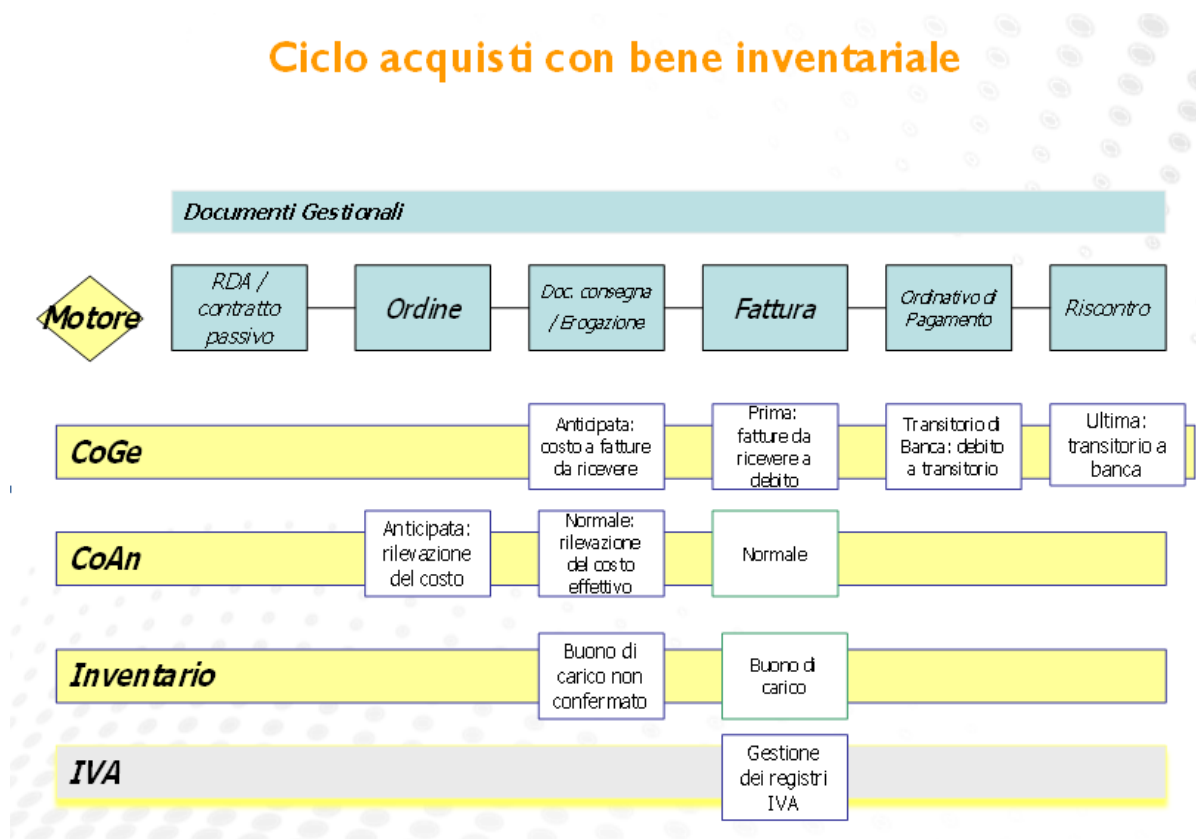 Ciclo acquisti con bene inventariale
Documenti Gestionali
Motore
RDA /
contratto
passivo
Ordine
Doc. consegna
/ Erogazione
Fattura
Ordinativo di
Pagamento
Riscontro
CoGe
Anticipata:
costo a fatture
da ricevere
Prima:
fatture da
ricevere a
debito
Transitorio di
Banca: debito
a transitorio
Ultima:
transitorio a
banca
CoAn
Anticipata:
rilevazione
del costo
Normale:
rilevazione
del costo
effettivo
Normale
Inventario
Buono di
carico non
confermato
Buono di
carico
IVA
Gestione
dei registri
IVA